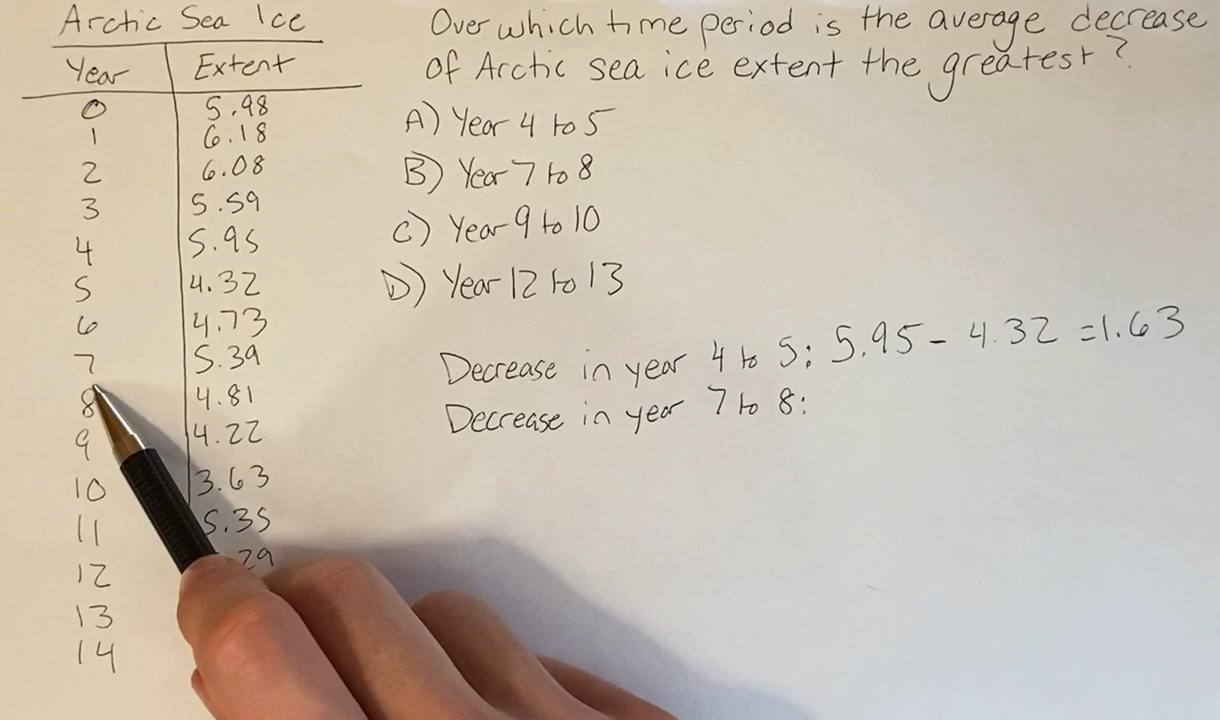 Arctic Sea Ice
Year Extent
0 5.98
1 6.18
2 6.08
3 5.59
4 5.95
5 4.32
6 4.73
7 5.39
8 4.81
9 4.22
10 3.63
11 5.35
12 .29
13
14
Over which time period is the average decrease
of Arctic sea ice extent the greatest?
A) Year 4 to 5
B) Year 7 to 8
C) Year 9 to 10
D) Year 12 to 13
Decrease in year 4 to 5: 5.95 - 4.32 = 1.63
Decrease in year 7 to 8: